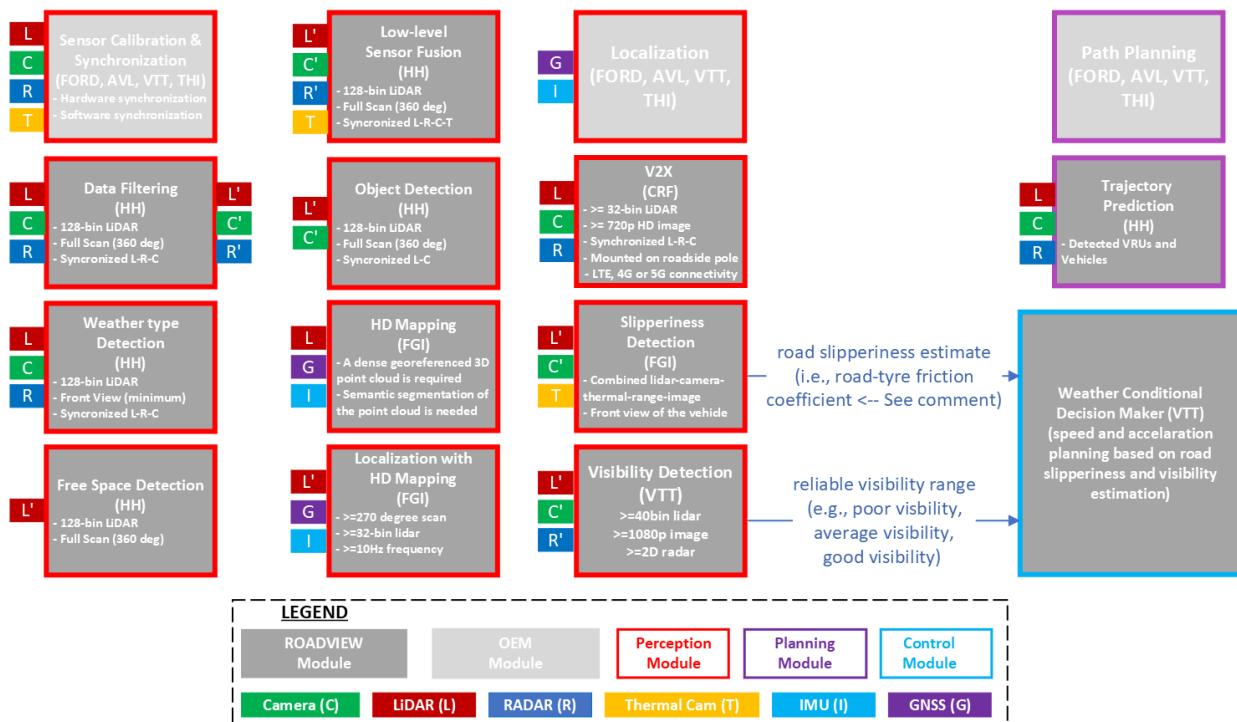 L
C
R
T
Sensor Calibration &
Synchronization
(FORD, AVL, VTT, THI)
- Hardware synchronization
- Software synchronization
L'
C'
R'
T
Low-level
Sensor Fusion
(HH)
- 128-bin LiDAR
- Full Scan (360 deg)
- Syncronized L-R-C-T
G
I
Localization
(FORD, AVL, VTT,
THI)
Path Planning
(FORD, AVL, VTT,
THI)
L
C
R
Data Filtering
(HH)
- 128-bin LiDAR
- Full Scan (360 deg)
- Syncronized L-R-C
L'
C'
R'
L'
C'
Object Detection
(HH)
- 128-bin LiDAR
- Full Scan (360 deg)
- Syncronized L-C
L
C
R
V2X
(CRF)
- >= 32-bin LiDAR
- >= 720p HD image
- Synchronized L-R-C
- Mounted on roadside pole
- LTE, 4G or 5G connectivity
L
C
R
Trajectory
Prediction
(HH)
- Detected VRUs and
Vehicles
L
C
R
Weather type
Detection
(HH)
- 128-bin LiDAR
- Front View (minimum)
- Syncronized L-R-C
L
G
I
HD Mapping
(FGI)
- A dense georeferenced 3D
point cloud is required
- Semantic segmentation of
the point cloud is needed
L'
C'
T
Slipperiness
Detection
(FGI)
- Combined lidar-camera-
thermal-range-image
- Front view of the vehicle
road slipperiness estimate
(i.e., road-tyre friction
coefficient <-- See comment)
Weather Conditional
Decision Maker (VTT)
(speed and accelaration
planning based on road
slipperiness and visibility
estimation)
L'
Free Space Detection
(HH)
- 128-bin LiDAR
- Full Scan (360 deg)
L'
G
I
Localization with
HD Mapping
(FGI)
- >=270 degree scan
- >=32-bin lidar
- >=10Hz frequency
L'
C'
R'
Visibility Detection
(VTT)
>=40bin lidar
>=1080p image
>=2D radar
reliable visibility range
(e.g., poor visbility,
average visibility,
good visibility)
LEGEND
ROADVIEW
Module
OEM
Module
Perception
Module
Planning
Module
Control
Module
Camera (C)
LiDAR (L)
RADAR (R)
Thermal Cam (T)
IMU (I)
GNSS (G)